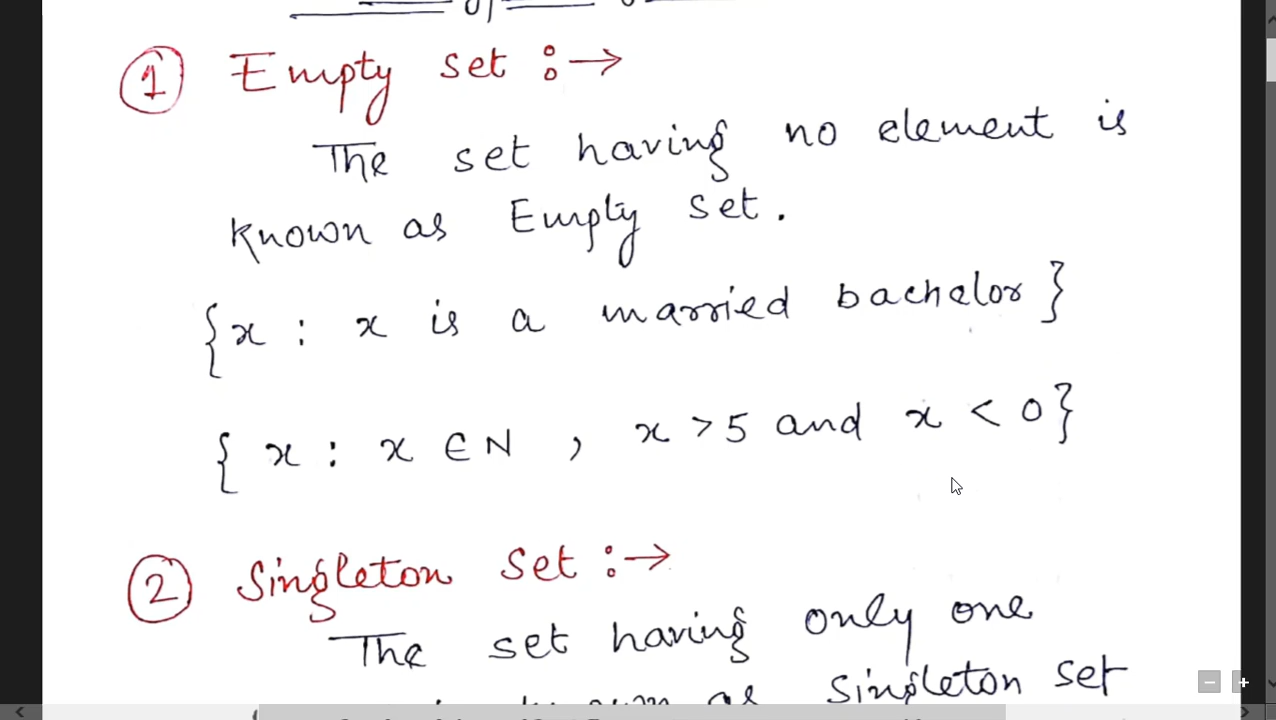 ① Empty set :→
The set having no element is
known as Empty set.
{x : x is a married bachelor}
{x : x ∈ N , x > 5 and x < 0}
② Singleton set :→
The set having only one
as singleton set